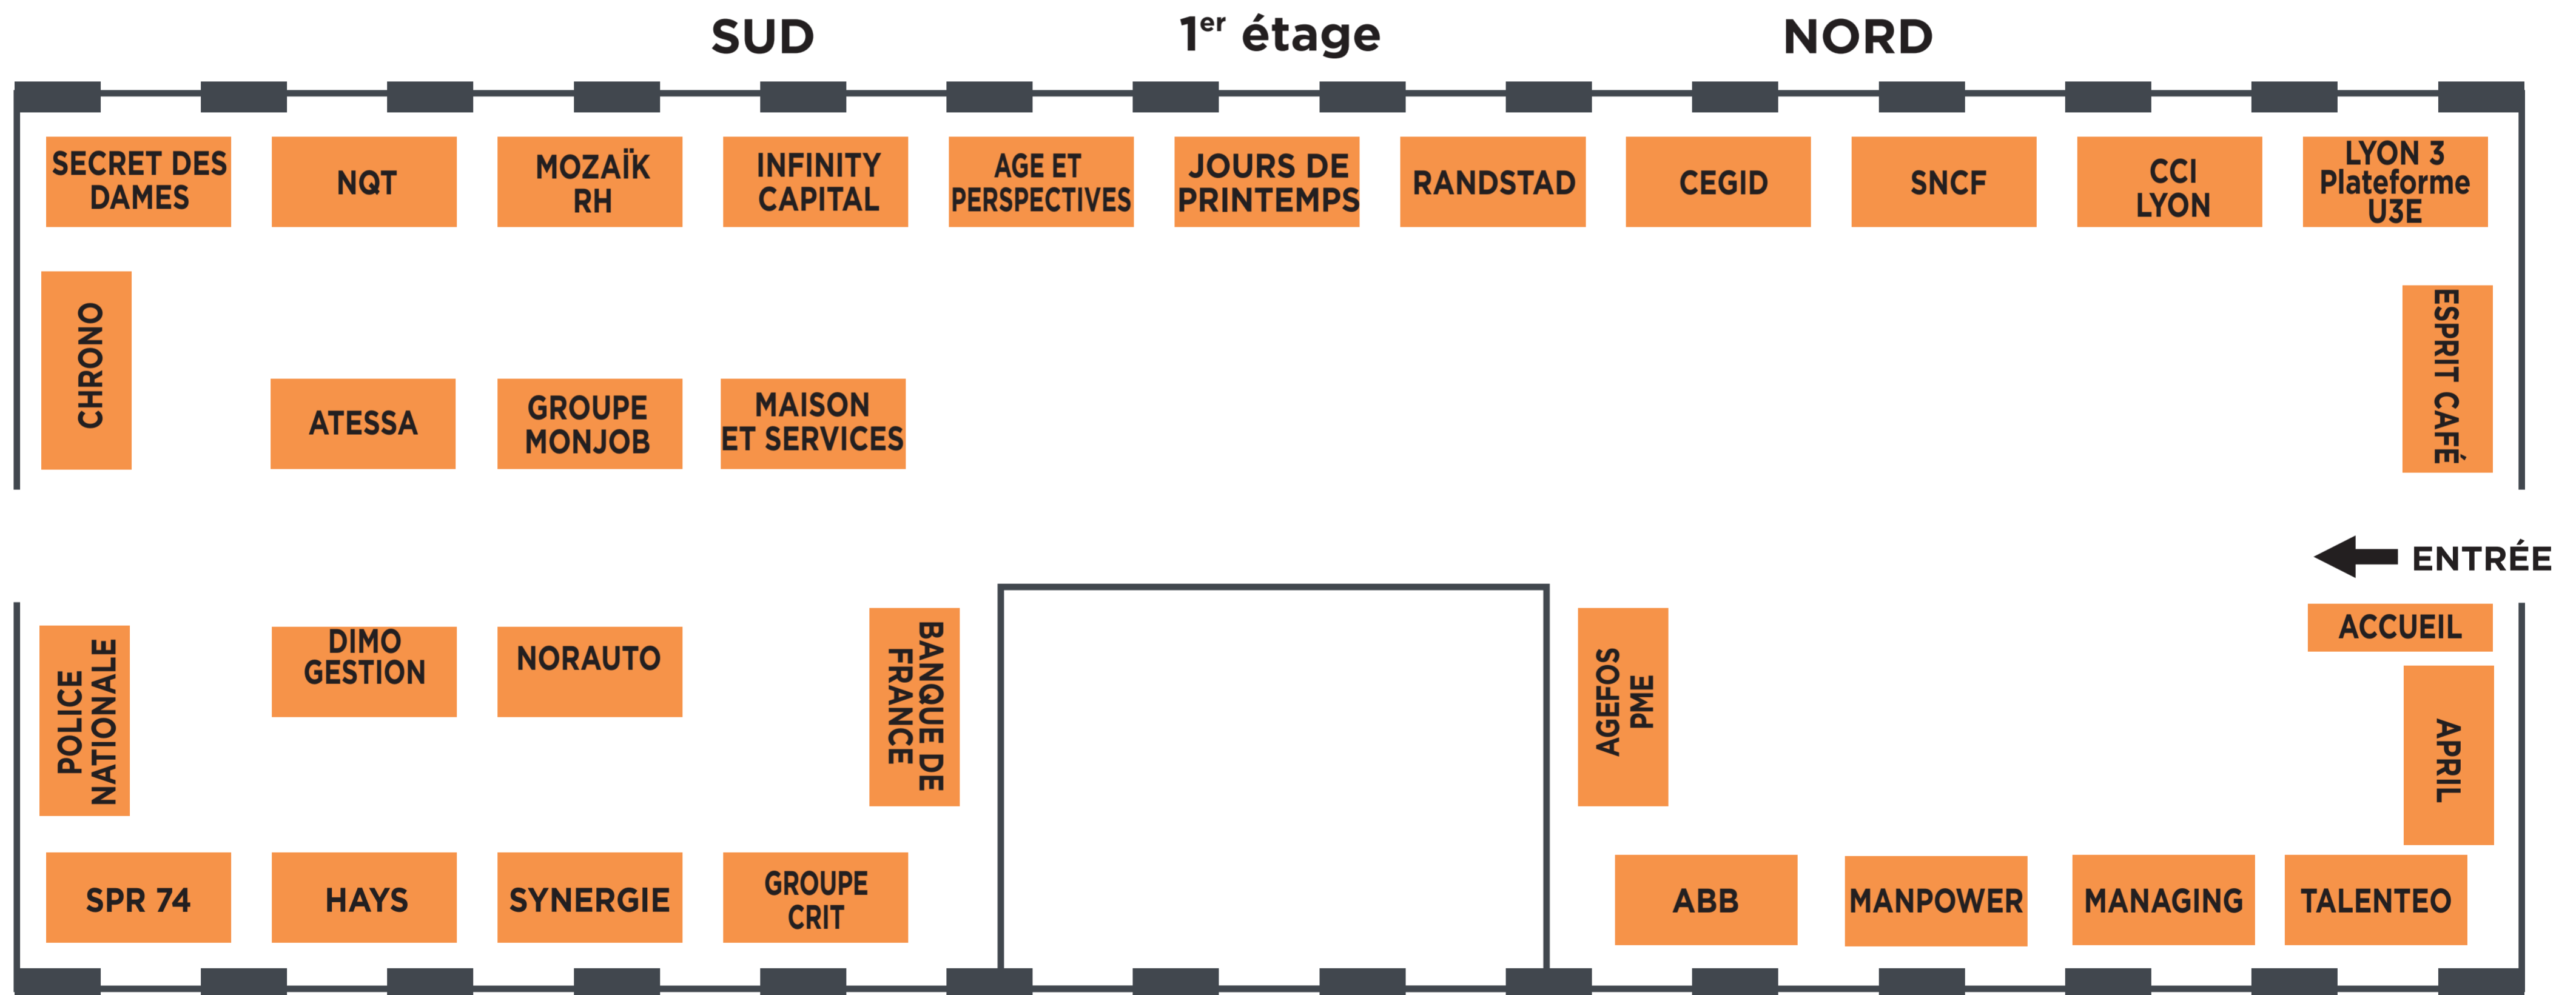 SUD
1er étage
NORD
SECRET DES
DAMES
NQT
MOZAÏK
RH
INFINITY
CAPITAL
AGE ET
PERSPECTIVES
JOURS DE
PRINTEMPS
RANDSTAD
CEGID
SNCF
CCI
LYON
LYON 3
Plateforme
U3E
CHRONO
ATESSA
GROUPE
MONJOB
MAISON
ET SERVICES
ESPRIT CAFÉ
ENTRÉE
ACCUEIL
POLICE
NATIONALE
DIMO
GESTION
NORAUTO
BANQUE DE
FRANCE
AGEFOS
PME
APRIL
SPR 74
HAYS
SYNERGIE
GROUPE
CRIT
ABB
MANPOWER
MANAGING
TALENTEO